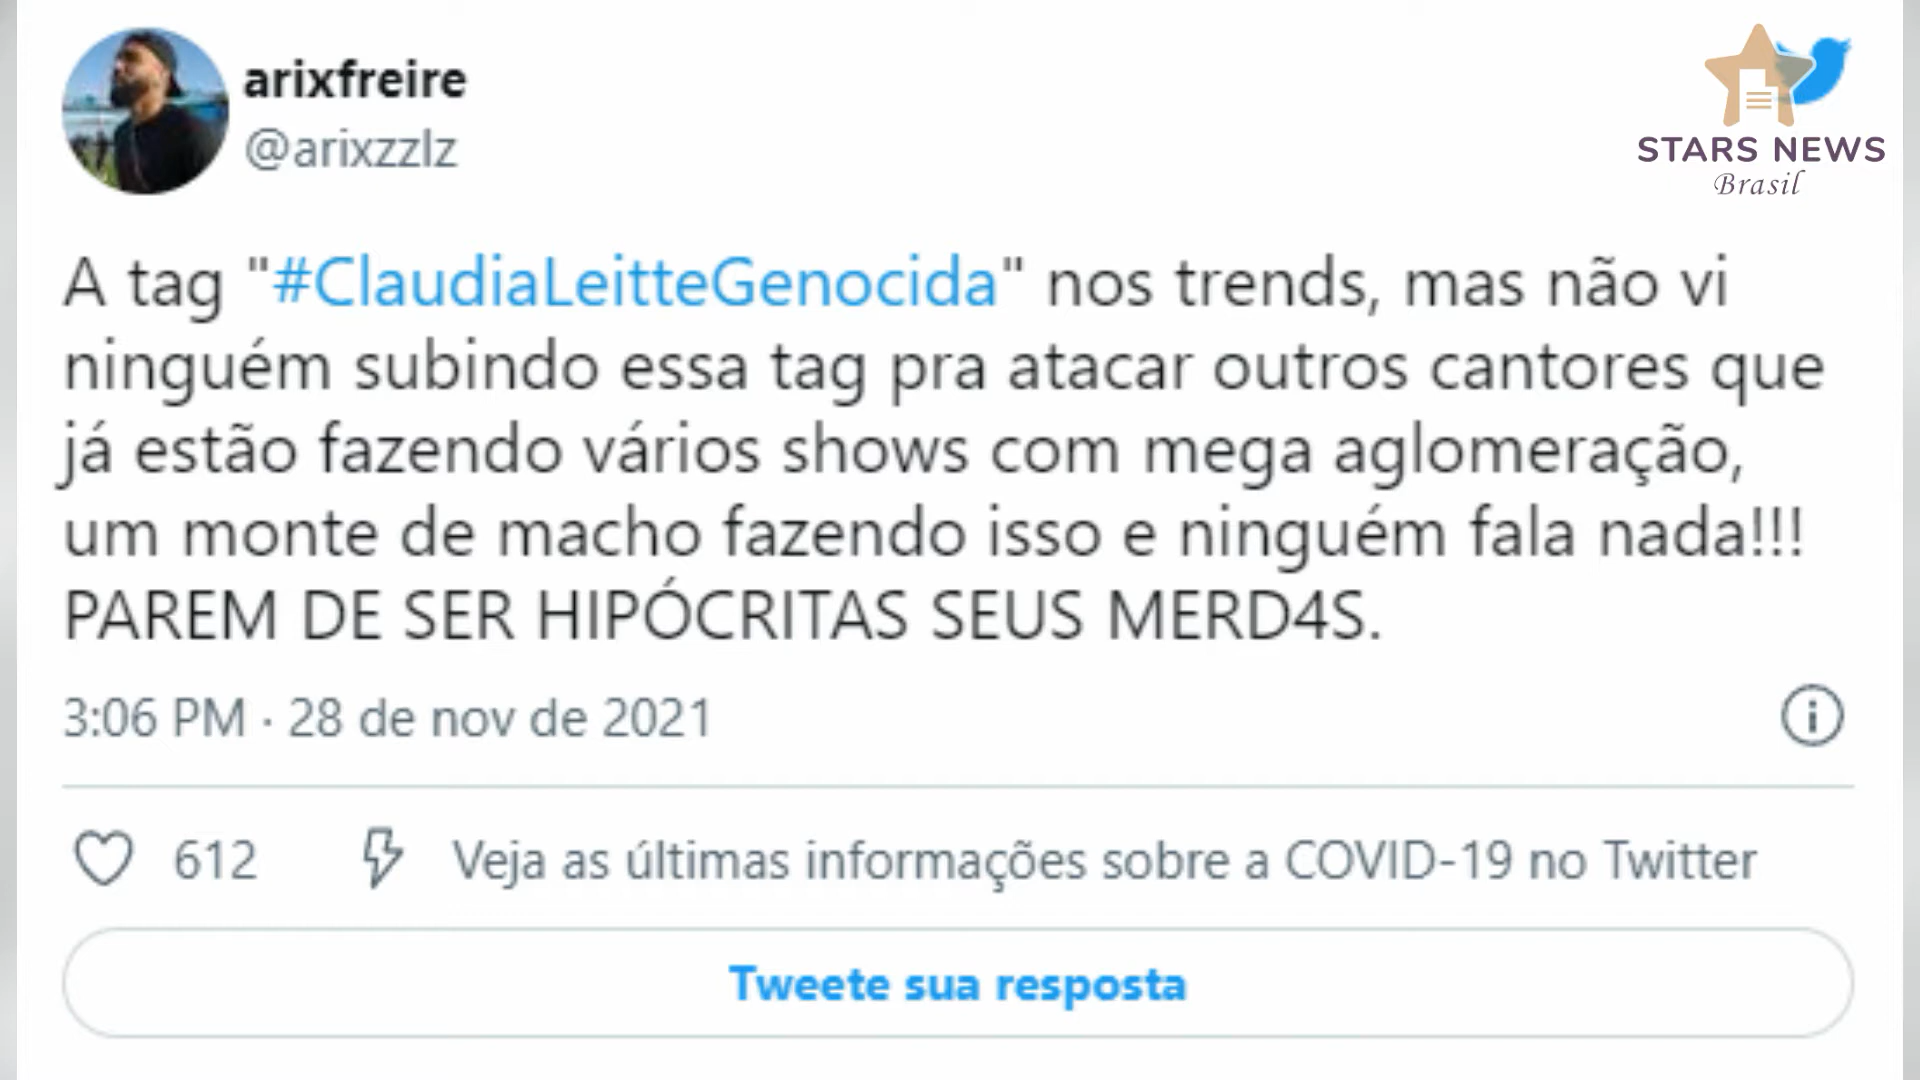 arixfreire
@arixzzlz
STARS NEWS
Brasil
A tag "#ClaudiaLeitteGenocida" nos trends, mas não vi
ninguém subindo essa tag pra atacar outros cantores que
já estão fazendo vários shows com mega aglomeração,
um monte de macho fazendo isso e ninguém fala nada!!!
PAREM DE SER HIPÓCRITAS SEUS MERD4S.
3:06 PM · 28 de nov de 2021
612 Veja as últimas informações sobre a COVID-19 no Twitter
Tweete sua resposta